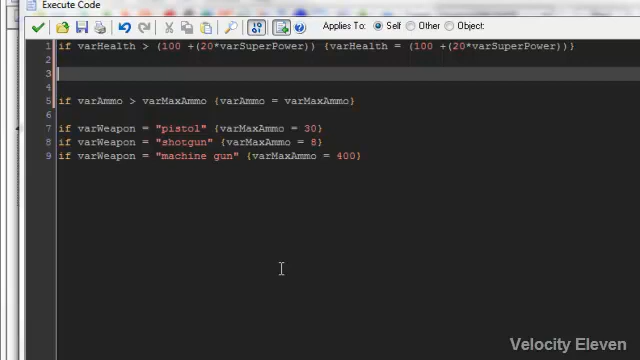 Execute Code
Applies To: Self Other Object:
1 if varHealth > (100 +(20*varSuperPower)) {varHealth = (100 +(20*varSuperPower))}
2
3
4
5 if varAmmo > varMaxAmmo {varAmmo = varMaxAmmo}
6
7 if varWeapon = "pistol" {varMaxAmmo = 30}
8 if varWeapon = "shotgun" {varMaxAmmo = 8}
9 if varWeapon = "machine gun" {varMaxAmmo = 400}
Velocity Eleven